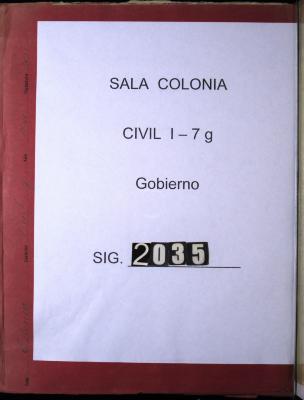 SALA COLONIA
CIVIL I – 7 g
Gobierno
SIG. 2035